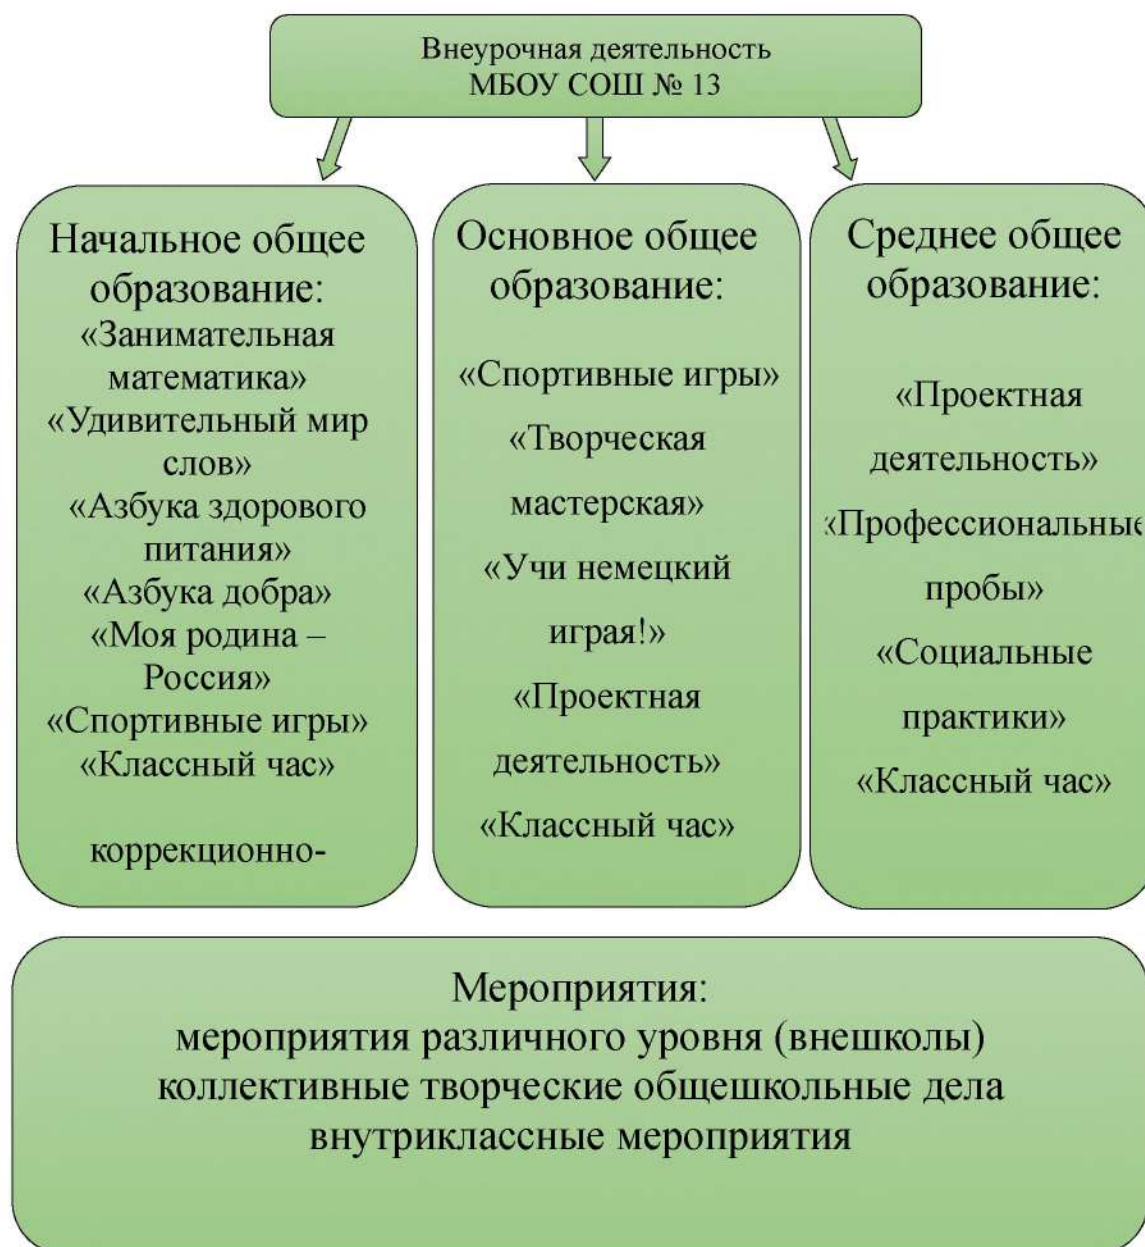 Внеурочная деятельность
МБОУ СОШ № 13
Начальное общее
образование:
«Занимательная
математика»
«Удивительный мир
слов»
«Азбука здорового
питания»
«Азбука добра»
«Моя родина –
Россия»
«Спортивные игры»
«Классный час»
коррекционно-
Основное общее
образование:
«Спортивные игры»
«Творческая
мастерская»
«Учи немецкий
играя!»
«Проектная
деятельность»
«Классный час»
Среднее общее
образование:
«Проектная
деятельность»
«Профессиональные
пробы»
«Социальные
практики»
«Классный час»
Мероприятия:
мероприятия различного уровня (внешколы)
коллективные творческие общешкольные дела
внутриклассные мероприятия